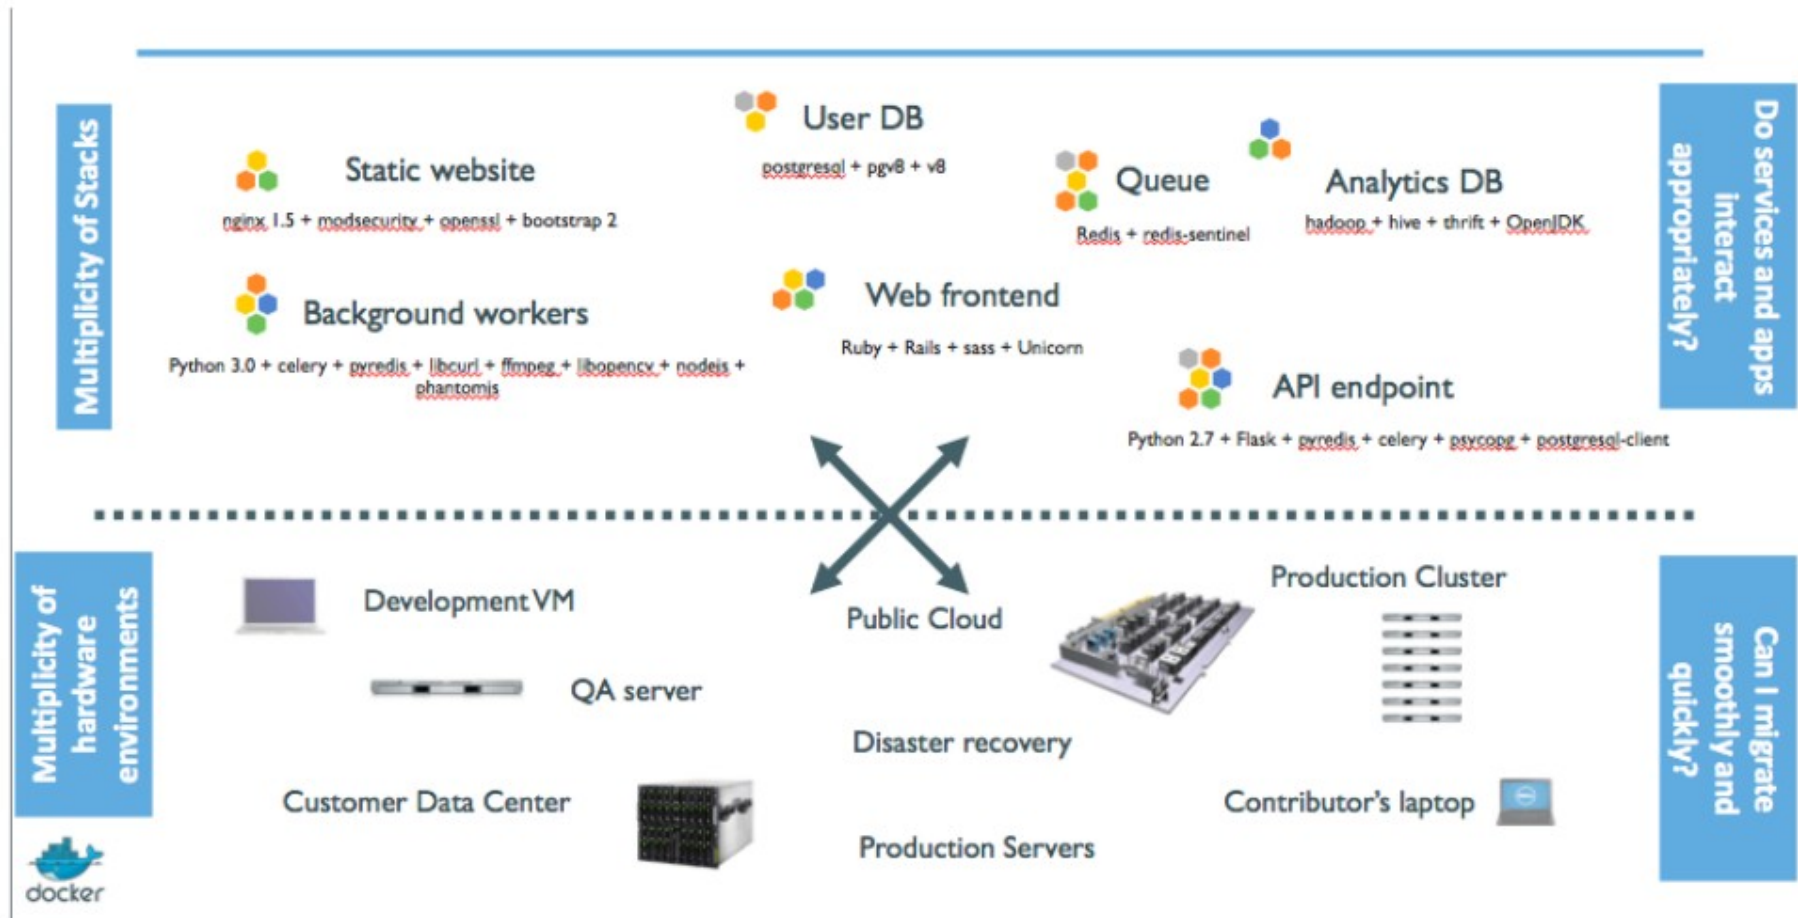 Multiplicity of Stacks
Static website
nginx 1.5 + modsecurity + openssl + bootstrap 2
User DB
postgresql + pgv8 + v8
Queue
Redis + redis-sentinel
Analytics DB
hadoop + hive + thrift + OpenJDK
Background workers
Python 3.0 + celery + pyredis + libcurl + ffmpeg + libopencv + nodejs +
phantomjs
Web frontend
Ruby + Rails + sass + Unicorn
API endpoint
Python 2.7 + Flask + pyredis + celery + psycopg + postgresql-client
Do services and apps
interact
appropriately?
Multiplicity of
hardware
environments
Development VM
QA server
Customer Data Center
Public Cloud
Disaster recovery
Production Servers
Production Cluster
Contributor's laptop
Can I migrate
smoothly and
quickly?
docker